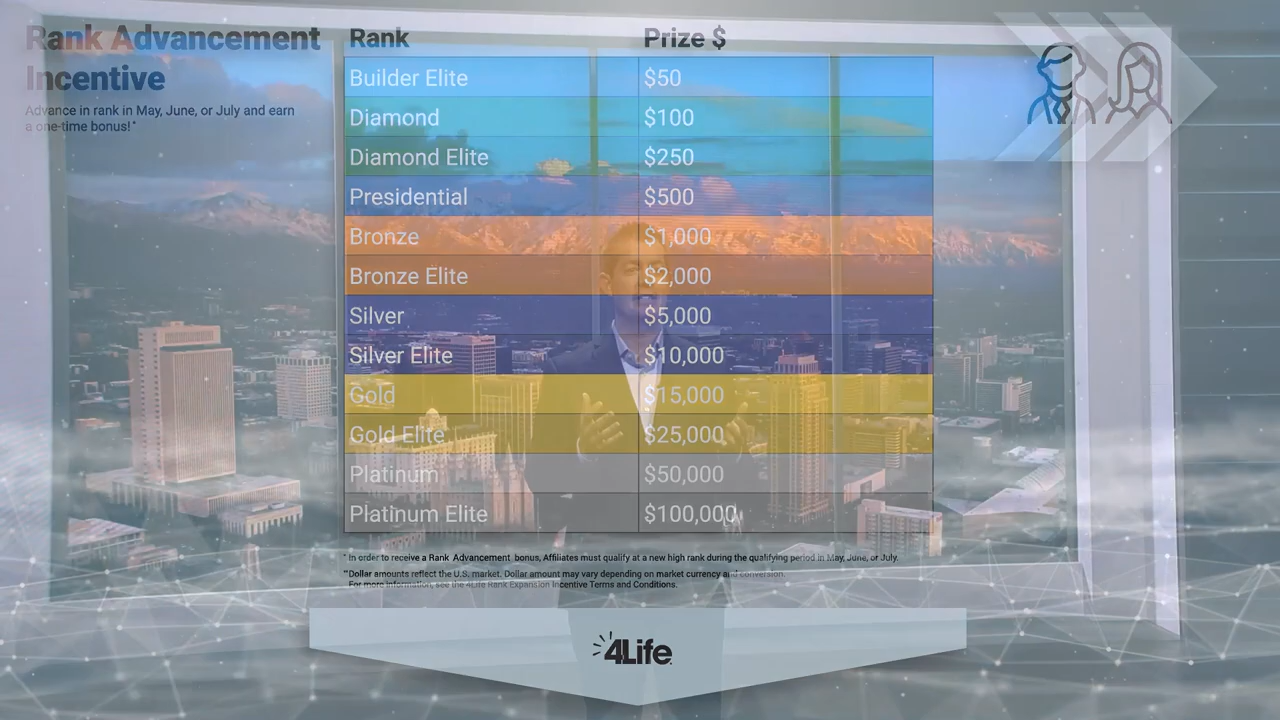 Rank Advancement
Incentive
Advance in rank in May, June, or July and earn
a one-time bonus!*
Rank Prize $
Builder Elite $50
Diamond $100
Diamond Elite $250
Presidential $500
Bronze $1,000
Bronze Elite $2,000
Silver $5,000
Silver Elite $10,000
Gold $15,000
Gold Elite $25,000
Platinum $50,000
Platinum Elite $100,000
* In order to receive a Rank Advancement bonus, Affiliates must qualify at a new high rank during the qualifying period in May, June, or July.
**Dollar amounts reflect the U.S. market. Dollar amount may vary depending on market currency and conversion.
For more information, see the 4Life Rank Expansion Incentive Terms and Conditions.
4Life